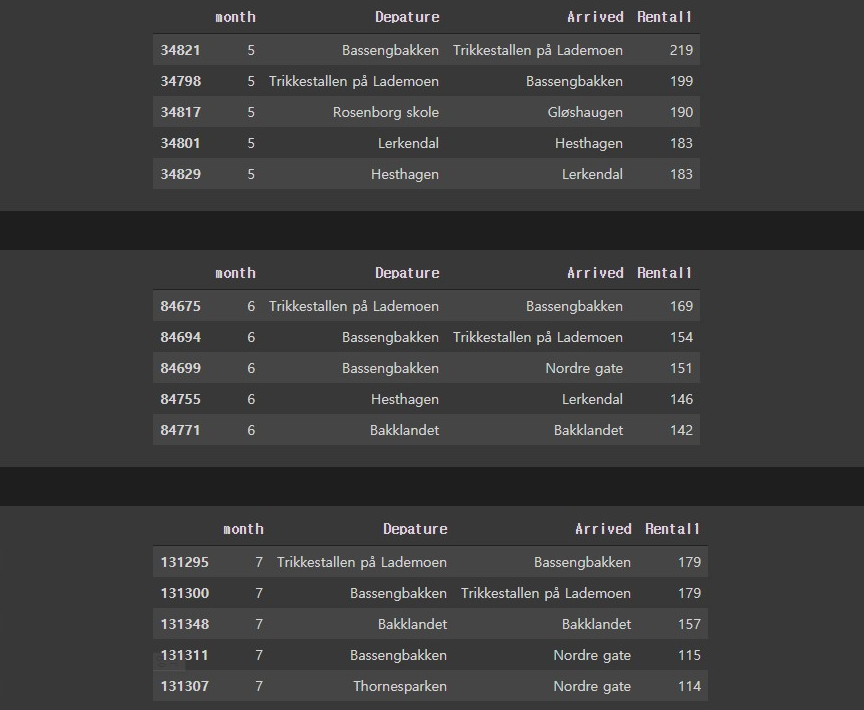 month Depature Arrived Rental1
34821 5 Bassengbakken Trikkestallen på Lademoen 219
34798 5 Trikkestallen på Lademoen Bassengbakken 199
34817 5 Rosenborg skole Gløshaugen 190
34801 5 Lerkendal Hesthagen 183
34829 5 Hesthagen Lerkendal 183
month Depature Arrived Rental1
84675 6 Trikkestallen på Lademoen Bassengbakken 169
84694 6 Bassengbakken Trikkestallen på Lademoen 154
84699 6 Bassengbakken Nordre gate 151
84755 6 Hesthagen Lerkendal 146
84771 6 Bakklandet Bakklandet 142
month Depature Arrived Rental1
131295 7 Trikkestallen på Lademoen Bassengbakken 179
131300 7 Bassengbakken Trikkestallen på Lademoen 179
131348 7 Bakklandet Bakklandet 157
131311 7 Bassengbakken Nordre gate 115
131307 7 Thornesparken Nordre gate 114